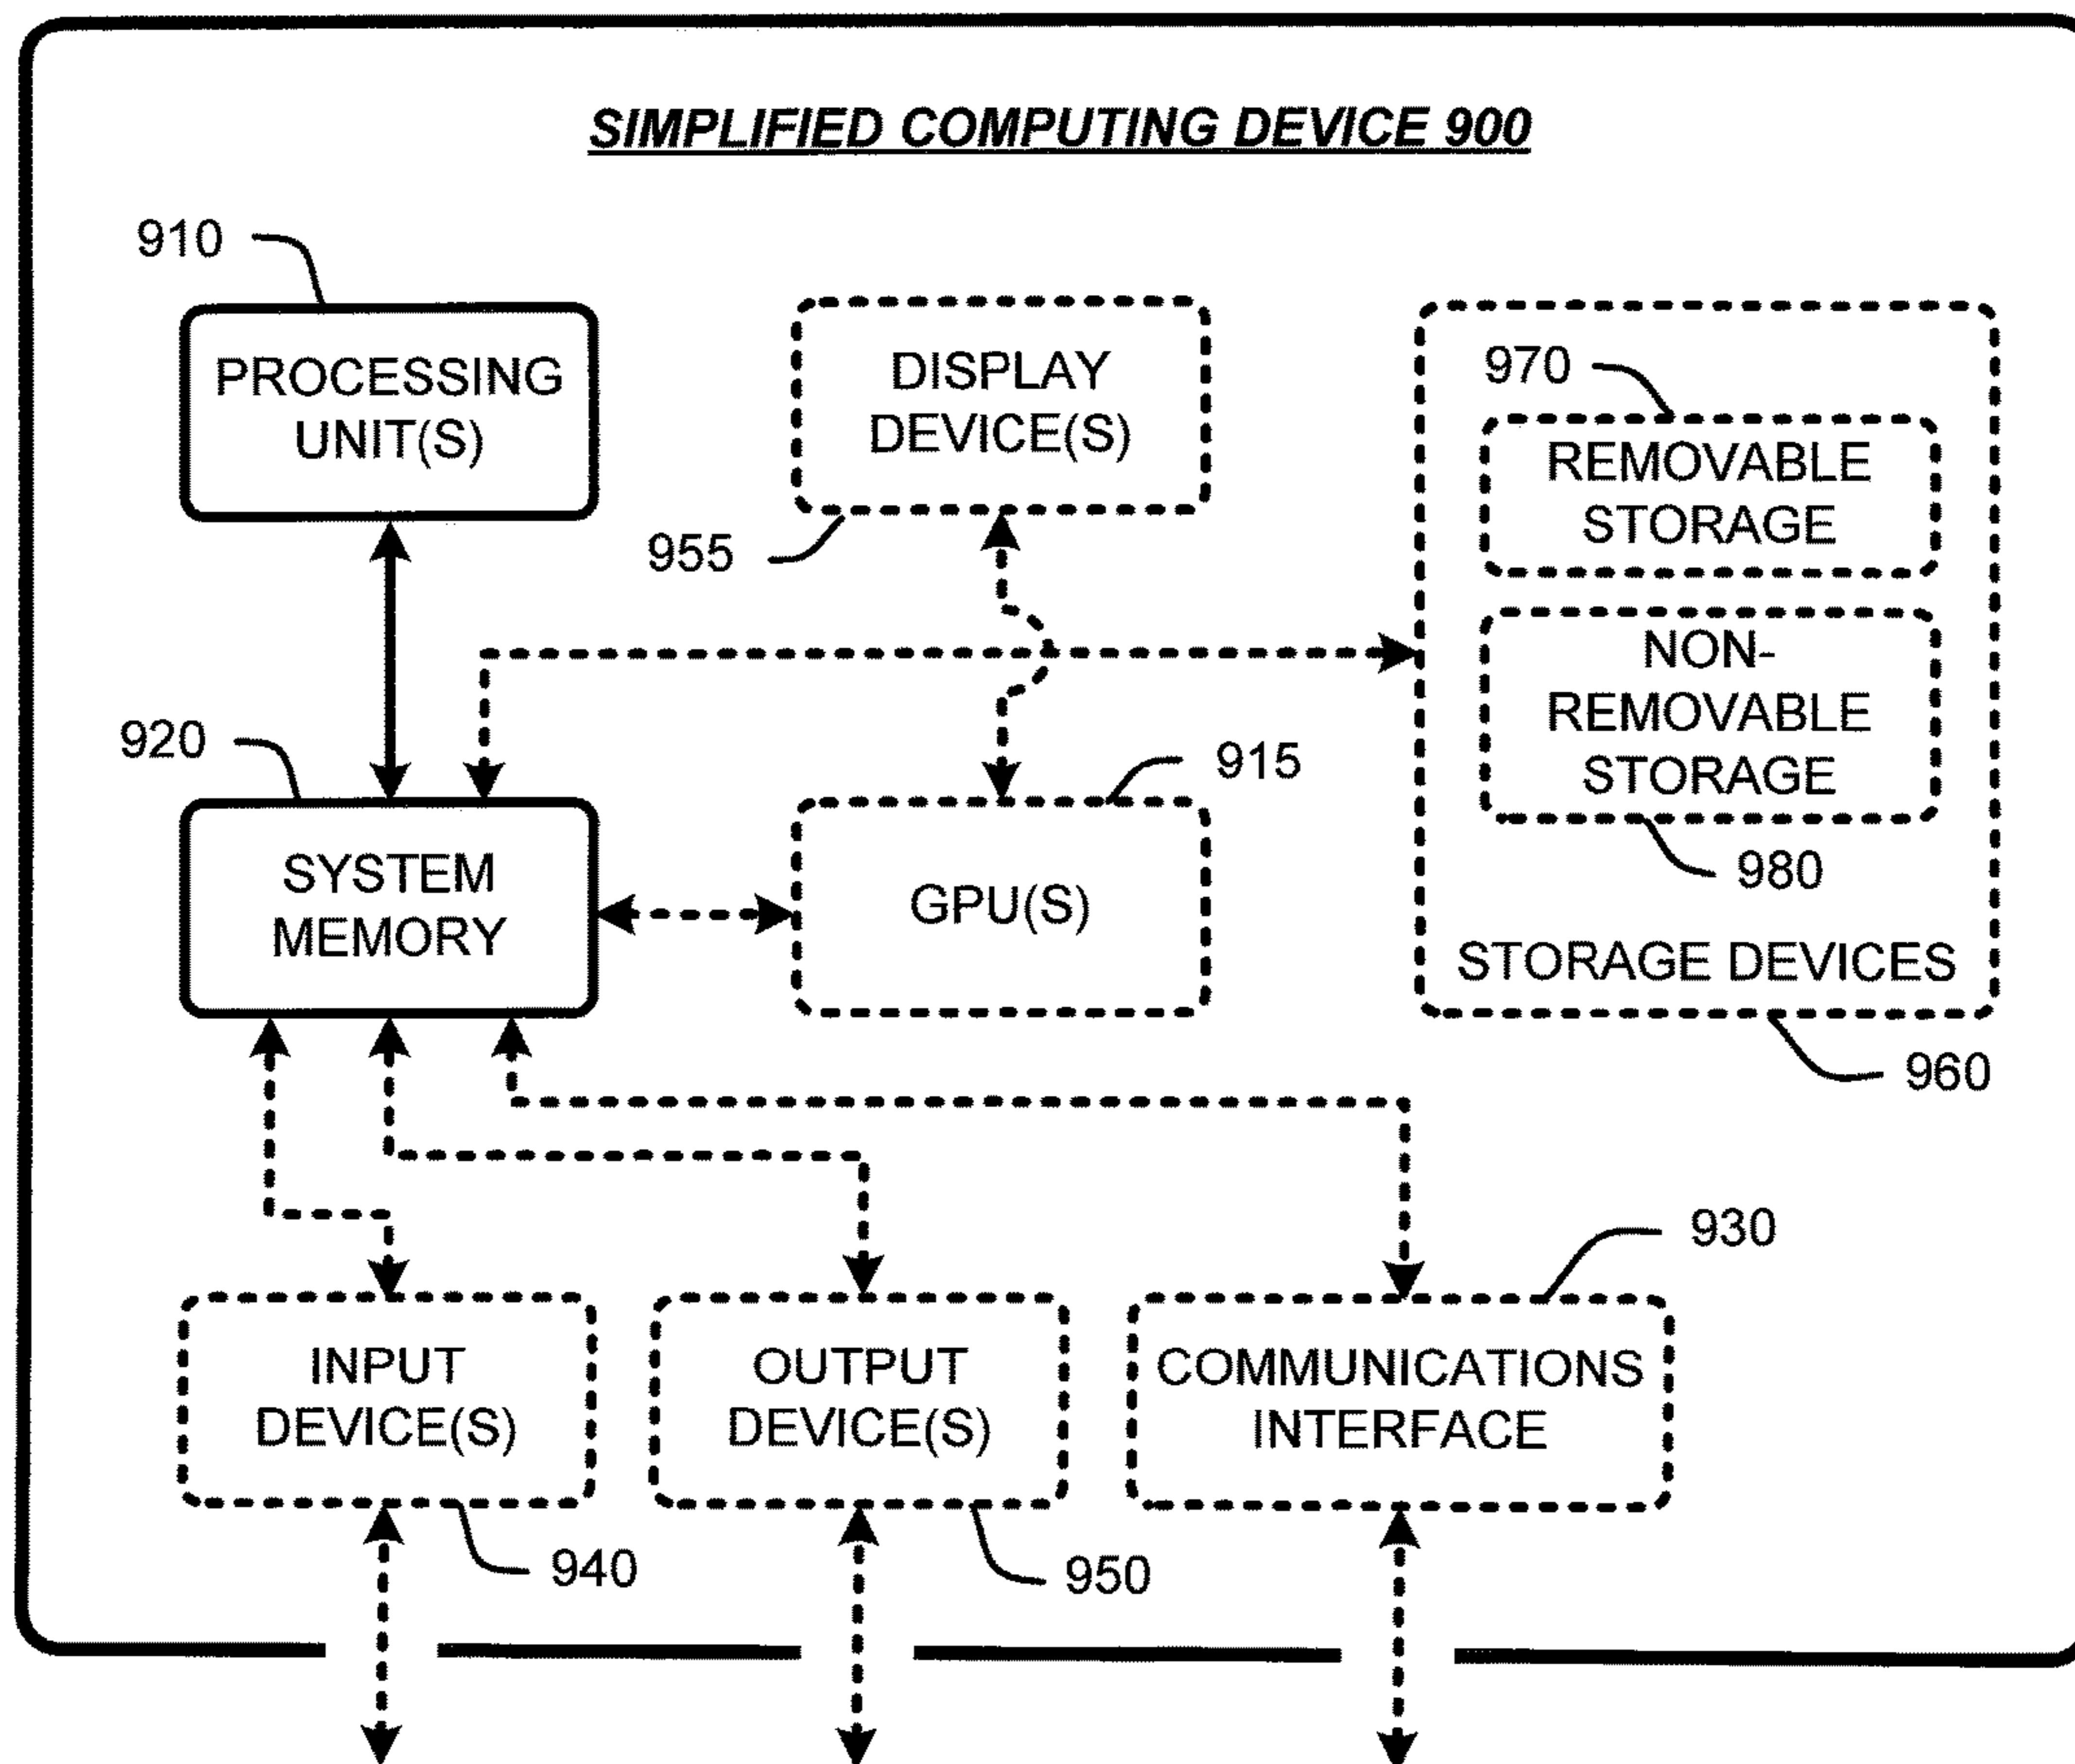 SIMPLIFIED COMPUTING DEVICE 900
910
PROCESSING
UNIT(S)
DISPLAY
DEVICE(S)
955
970
REMOVABLE
STORAGE
NON-
REMOVABLE
STORAGE
980
STORAGE DEVICES
960
920
SYSTEM
MEMORY
915
GPU(S)
930
INPUT
DEVICE(S)
940
OUTPUT
DEVICE(S)
950
COMMUNICATIONS
INTERFACE